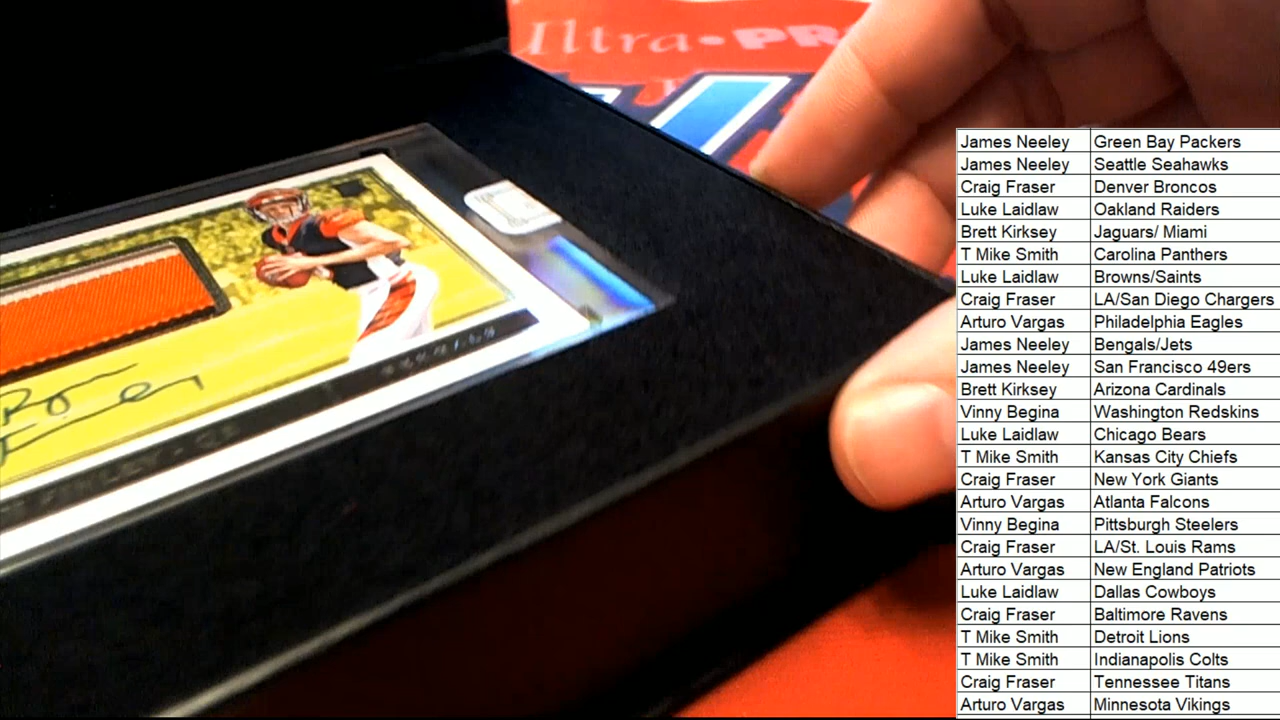 Ultra•PR
James Neeley Green Bay Packers
James Neeley Seattle Seahawks
Craig Fraser Denver Broncos
Luke Laidlaw Oakland Raiders
Brett Kirksey Jaguars/ Miami
T Mike Smith Carolina Panthers
Luke Laidlaw Browns/Saints
Craig Fraser LA/San Diego Chargers
Arturo Vargas Philadelphia Eagles
James Neeley Bengals/Jets
James Neeley San Francisco 49ers
Brett Kirksey Arizona Cardinals
Vinny Begina Washington Redskins
Luke Laidlaw Chicago Bears
T Mike Smith Kansas City Chiefs
Craig Fraser New York Giants
Arturo Vargas Atlanta Falcons
Vinny Begina Pittsburgh Steelers
Craig Fraser LA/St. Louis Rams
Arturo Vargas New England Patriots
Luke Laidlaw Dallas Cowboys
Craig Fraser Baltimore Ravens
T Mike Smith Detroit Lions
T Mike Smith Indianapolis Colts
Craig Fraser Tennessee Titans
Arturo Vargas Minnesota Vikings
FINLEY - QB
BENGALS